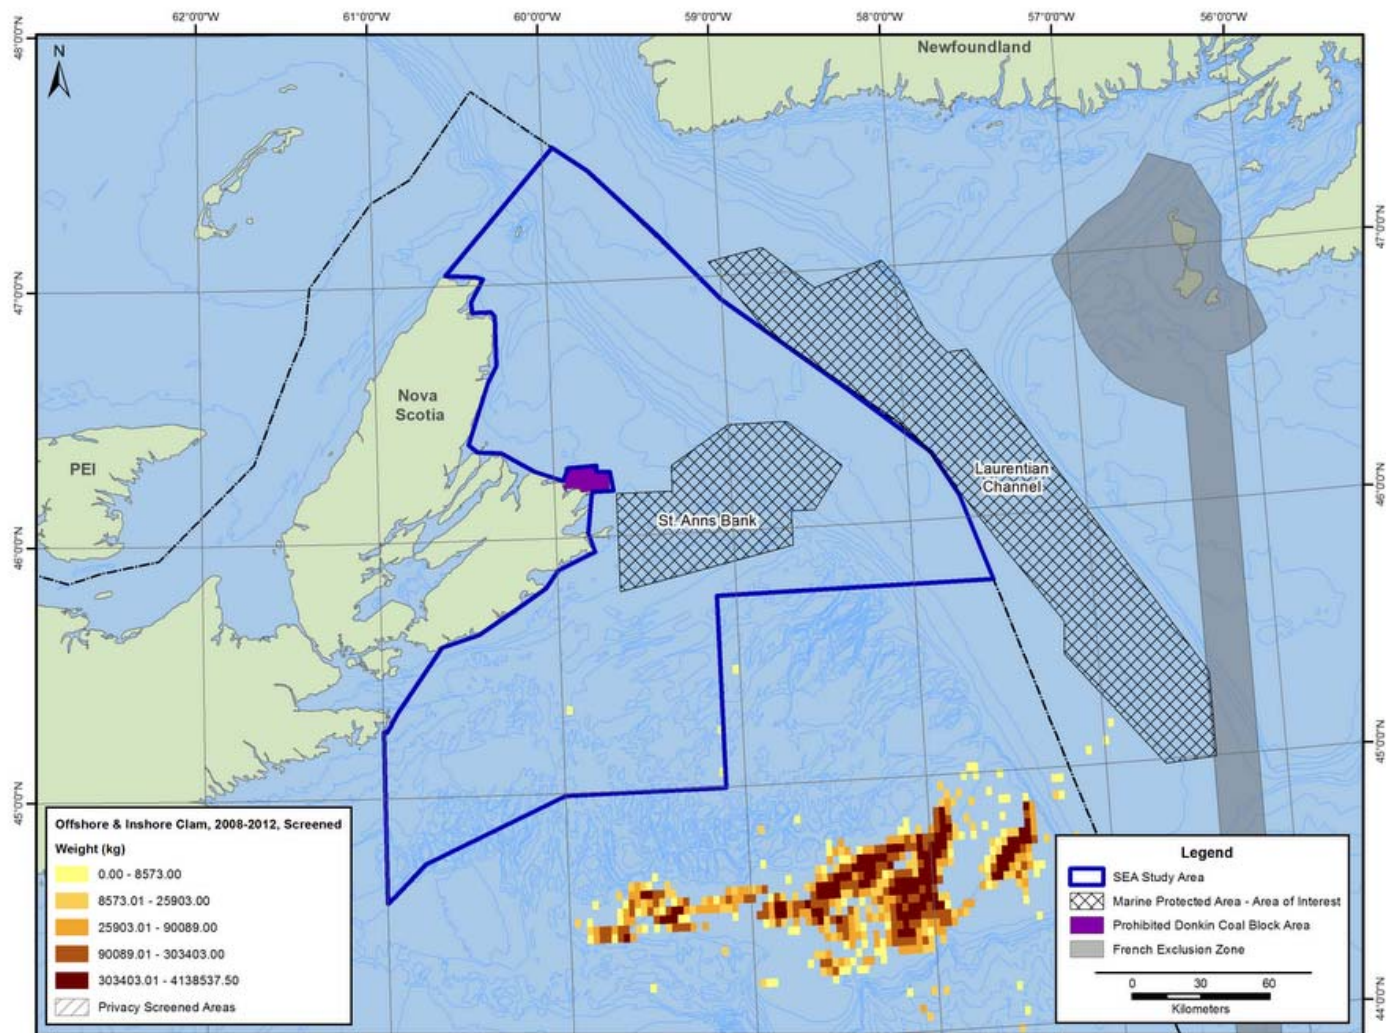 62°0'0"W 61°0'0"W 60°0'0"W 59°0'0"W 58°0'0"W 57°0'0"W 56°0'0"W
48°0'0"N
N
Newfoundland
47°0'0"N
47°0'0"N
Nova
Scotia
PEI
Laurentian
Channel
46°0'0"N
St. Anns Bank
46°0'0"N
45°0'0"N
45°0'0"N
Offshore & Inshore Clam, 2008-2012, Screened
Weight (kg)
0.00 - 8573.00
8573.01 - 25903.00
25903.01 - 90089.00
90089.01 - 303403.00
303403.01 - 4138537.50
Privacy Screened Areas
Legend
SEA Study Area
Marine Protected Area - Area of Interest
Prohibited Donkin Coal Block Area
French Exclusion Zone
0 30 60
Kilometers
44°0'0"N